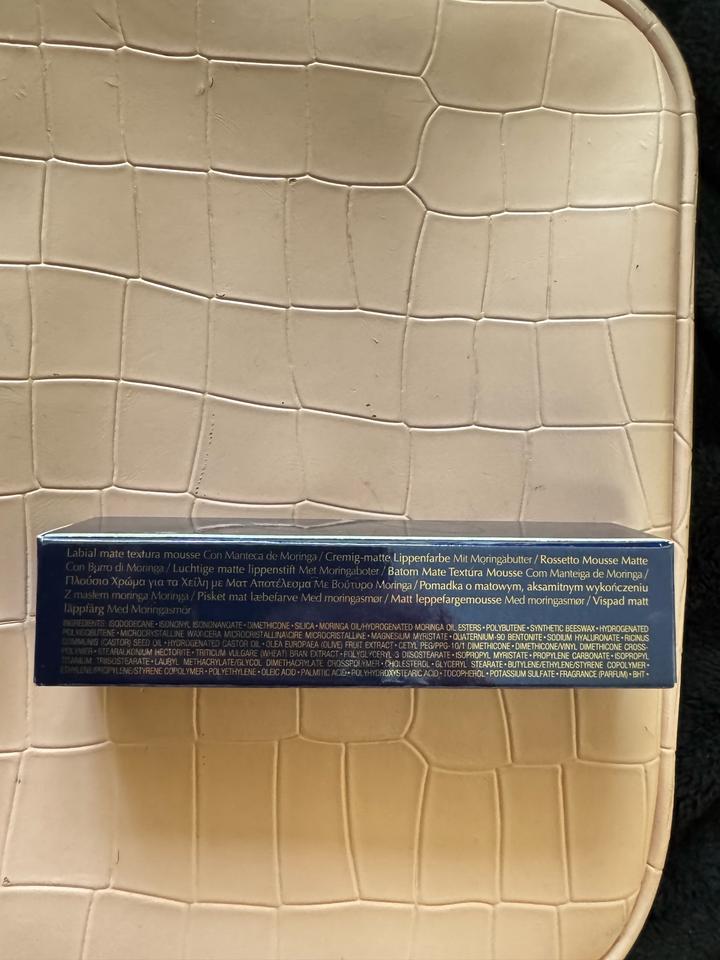 Labial mate textura mousse Con Manteca de Moringa / Cremig-matte Lippenfarbe Mit Moringabutter / Rossetto Mousse Matte
Con Burro di Moringa / Luchtige matte lippenstift Met Moringaboter / Batom Mate Textura Mousse Com Manteiga de Moringa /
Πλούσιο Χρώμα για τα Χείλη με Ματ Αποτέλεσμα Με Βούτυρο Moringa / Pomadka o matowym, aksamitnym wykończeniu
Z masłem moringa Moringa / Pisket mat læbefarve Med moringasmør / Matt leppefargemousse Med moringasmør / Vispad matt
läppfärg Med Moringasmör
INGREDIENTS: ISODODECANE • ISONONYL ISONONANOATE • DIMETHICONE • SILICA • MORINGA OIL/HYDROGENATED MORINGA OIL ESTERS • POLYBUTENE • SYNTHETIC BEESWAX • HYDROGENATED
POLYISOBUTENE • MICROCRYSTALLINE WAX\CERA MICROCRISTALLINA\CIRE MICROCRISTALLINE • MAGNESIUM MYRISTATE • QUATERNIUM-90 BENTONITE • SODIUM HYALURONATE • RICINUS
COMMUNIS (CASTOR) SEED OIL • HYDROGENATED CASTOR OIL • OLEA EUROPAEA (OLIVE) FRUIT EXTRACT • CETYL PEG/PPG-10/1 DIMETHICONE • DIMETHICONE/VINYL DIMETHICONE CROSS-
POLYMER • STEARALKONIUM HECTORITE • TRITICUM VULGARE (WHEAT) BRAN EXTRACT • POLYGLYCERYL-3 DIISOSTEARATE • ISOPROPYL MYRISTATE • PROPYLENE CARBONATE • ISOPROPYL
TITANIUM TRIISOSTEARATE • LAURYL METHACRYLATE/GLYCOL DIMETHACRYLATE CROSSPOLYMER • CHOLESTEROL • GLYCERYL STEARATE • BUTYLENE/ETHYLENE/STYRENE COPOLYMER •
ETHYLENE/PROPYLENE/STYRENE COPOLYMER • POLYETHYLENE • OLEIC ACID • PALMITIC ACID • POLYHYDROXYSTEARIC ACID • TOCOPHEROL • POTASSIUM SULFATE • FRAGRANCE (PARFUM) • BHT •